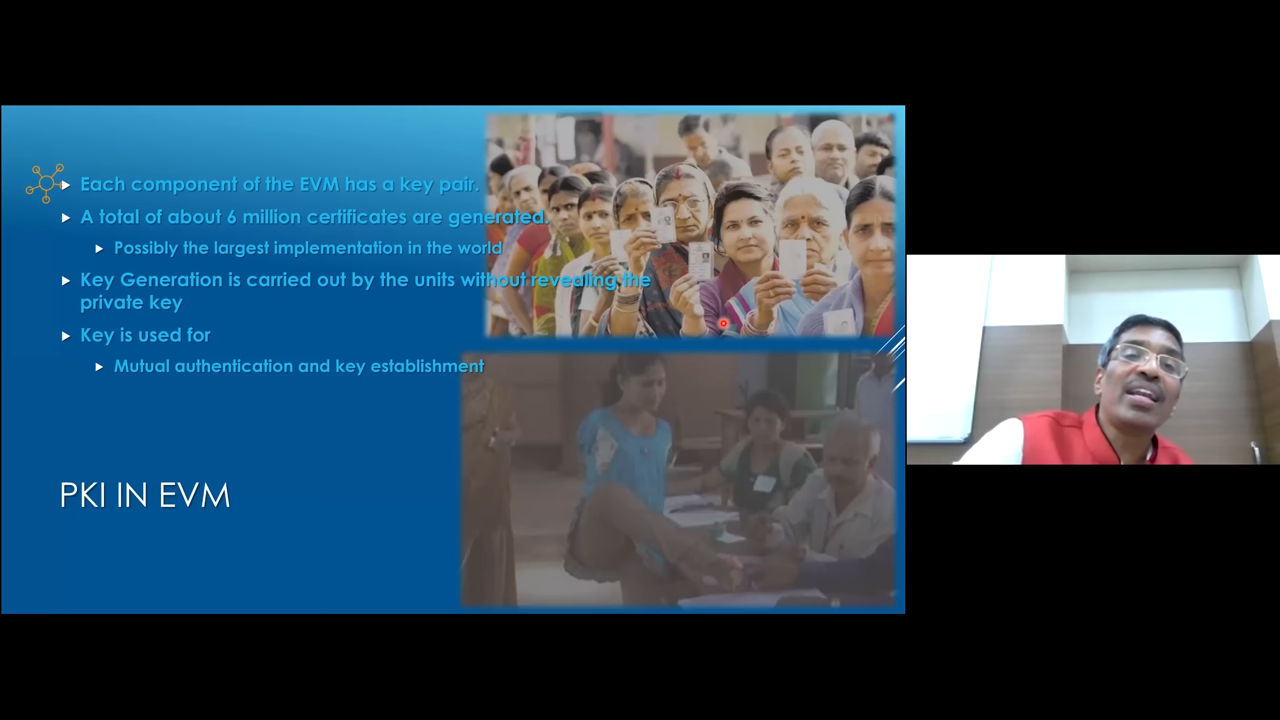 Each component of the EVM has a key pair.
A total of about 6 million certificates are generated.
Possibly the largest implementation in the world
Key Generation is carried out by the units without revealing the
private key
Key is used for
Mutual authentication and key establishment
PKI IN EVM